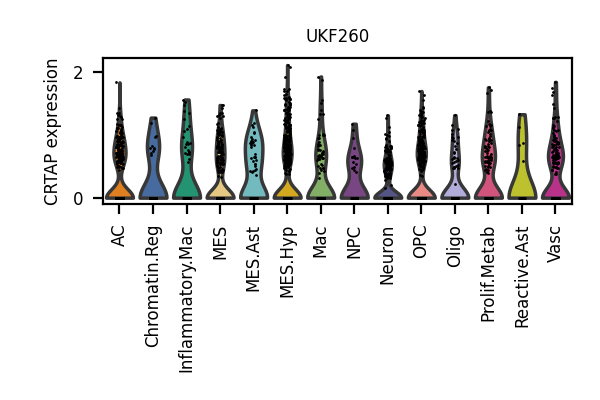 UKF260
CRTAP expression
2
0
AC
Chromatin.Reg
Inflammatory.Mac
MES
MES.Ast
MES.Hyp
Mac
NPC
Neuron
OPC
Oligo
Prolif.Metab
Reactive.Ast
Vasc